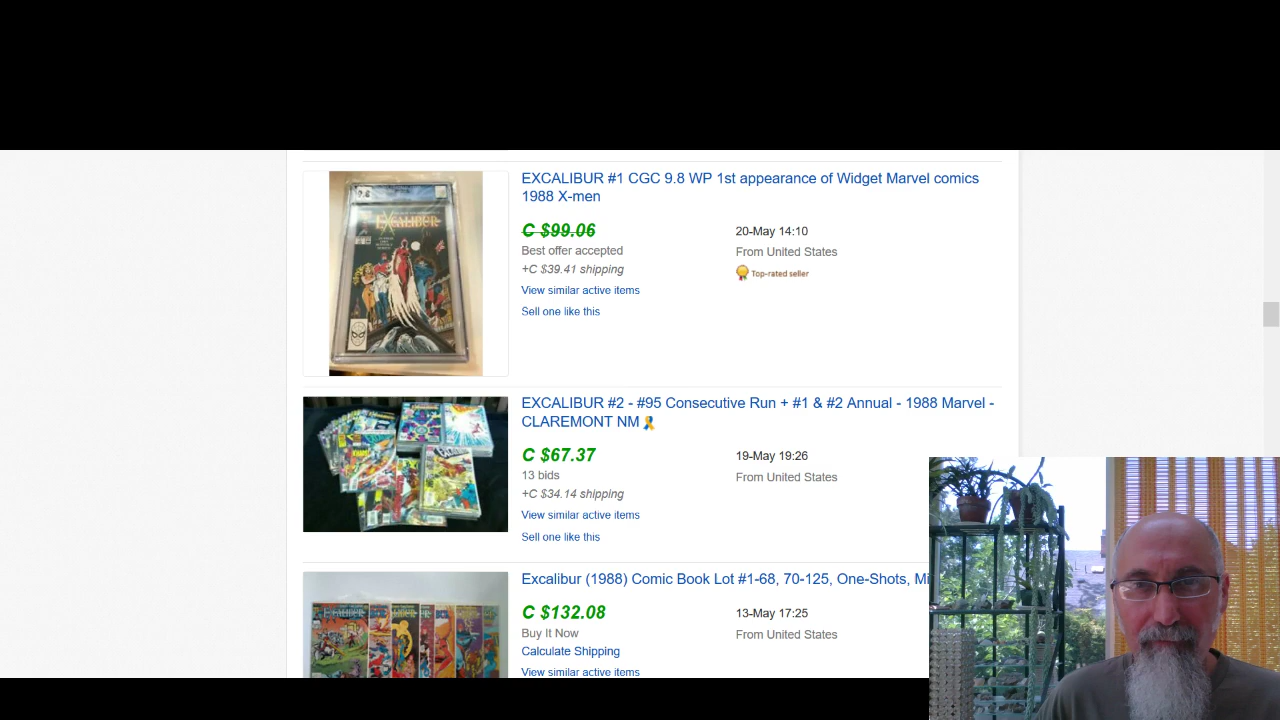 EXCALIBUR #1 CGC 9.8 WP 1st appearance of Widget Marvel comics
1988 X-men
C $99.06
20-May 14:10
Best offer accepted
From United States
+C $39.41 shipping
Top-rated seller
View similar active items
Sell one like this
9.8
EXCALIBUR
EXCALIBUR #2 - #95 Consecutive Run + #1 & #2 Annual - 1988 Marvel -
CLAREMONT NM
C $67.37
19-May 19:26
13 bids
From United States
+C $34.14 shipping
View similar active items
Sell one like this
Excalibur (1988) Comic Book Lot #1-68, 70-125, One-Shots, Mi
C $132.08
13-May 17:25
Buy It Now
From United States
Calculate Shipping
View similar active items
EXCALIBUR